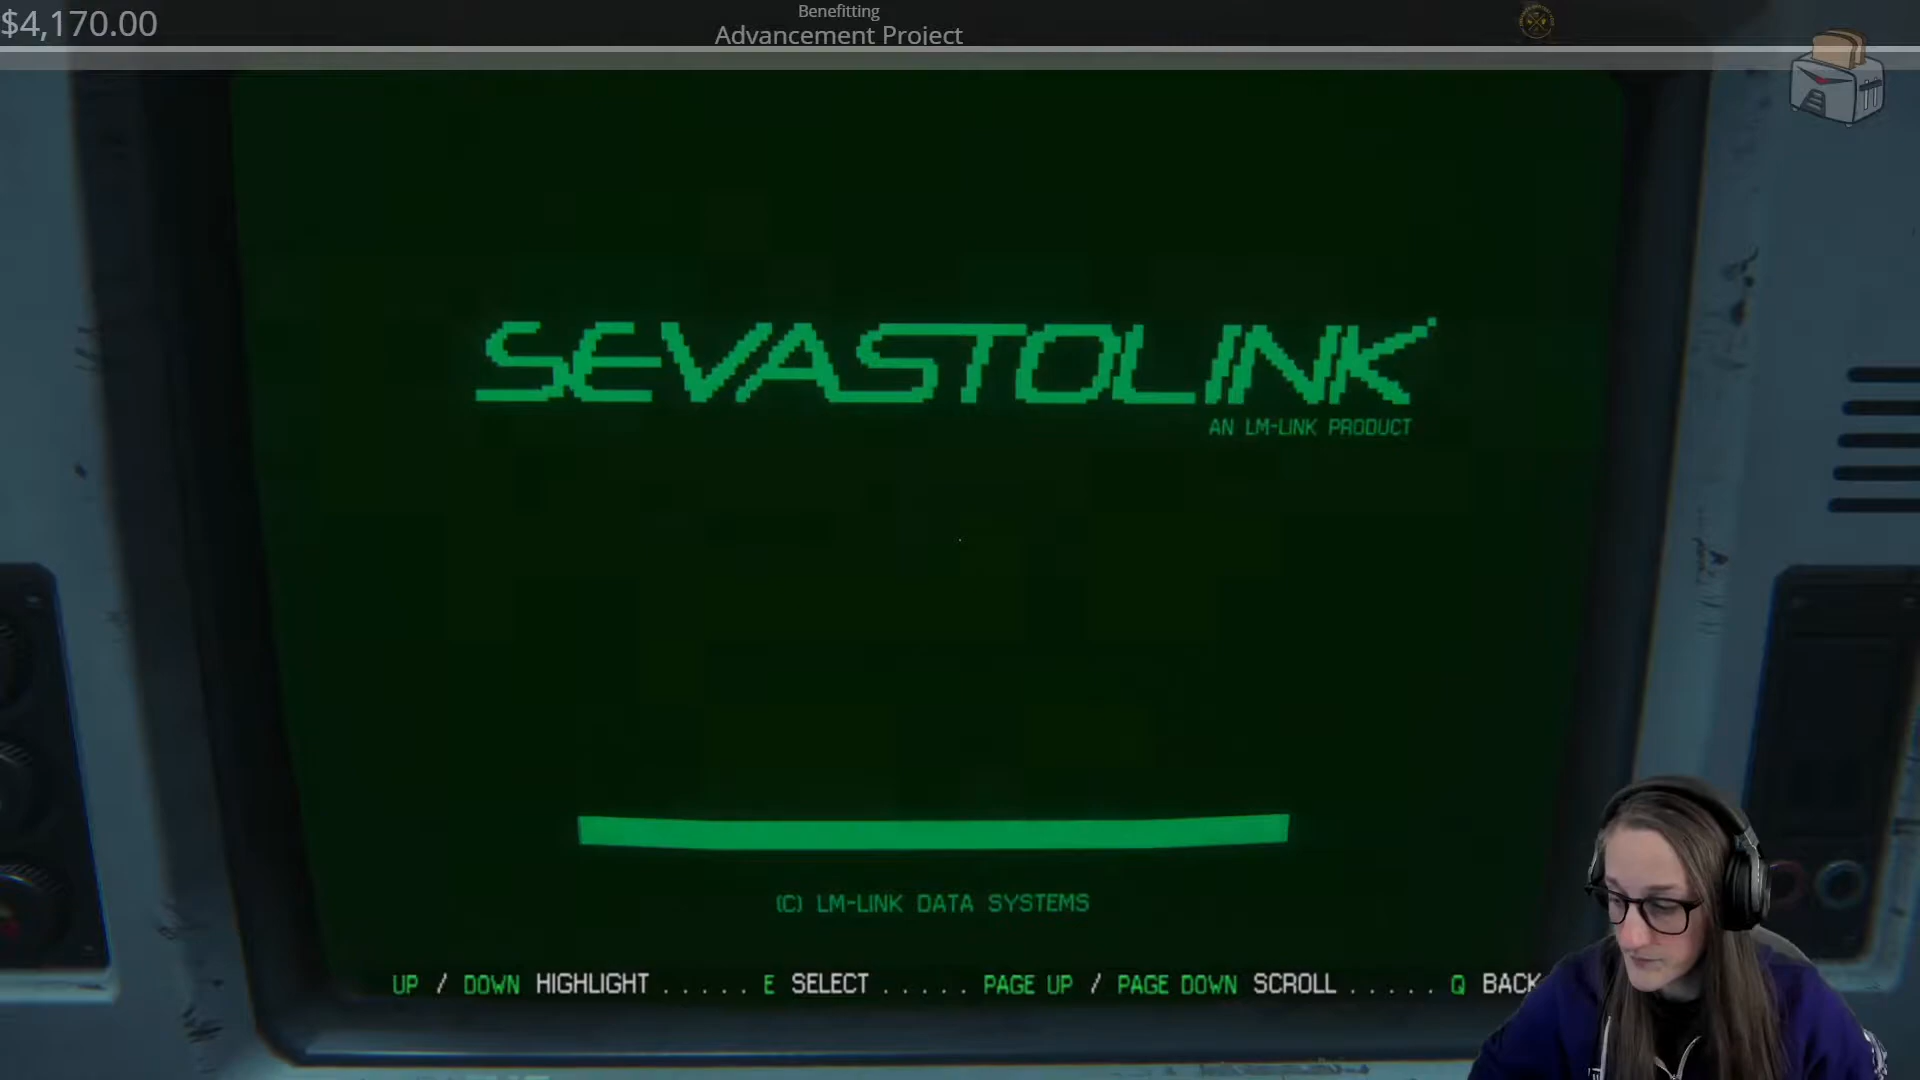 $4,170.00
Benefitting
Advancement Project
SEVASTOLINK
AN LM-LINK PRODUCT
(C) LM-LINK DATA SYSTEMS
UP / DOWN HIGHLIGHT ..... E SELECT ..... PAGE UP / PAGE DOWN SCROLL ..... Q BACK